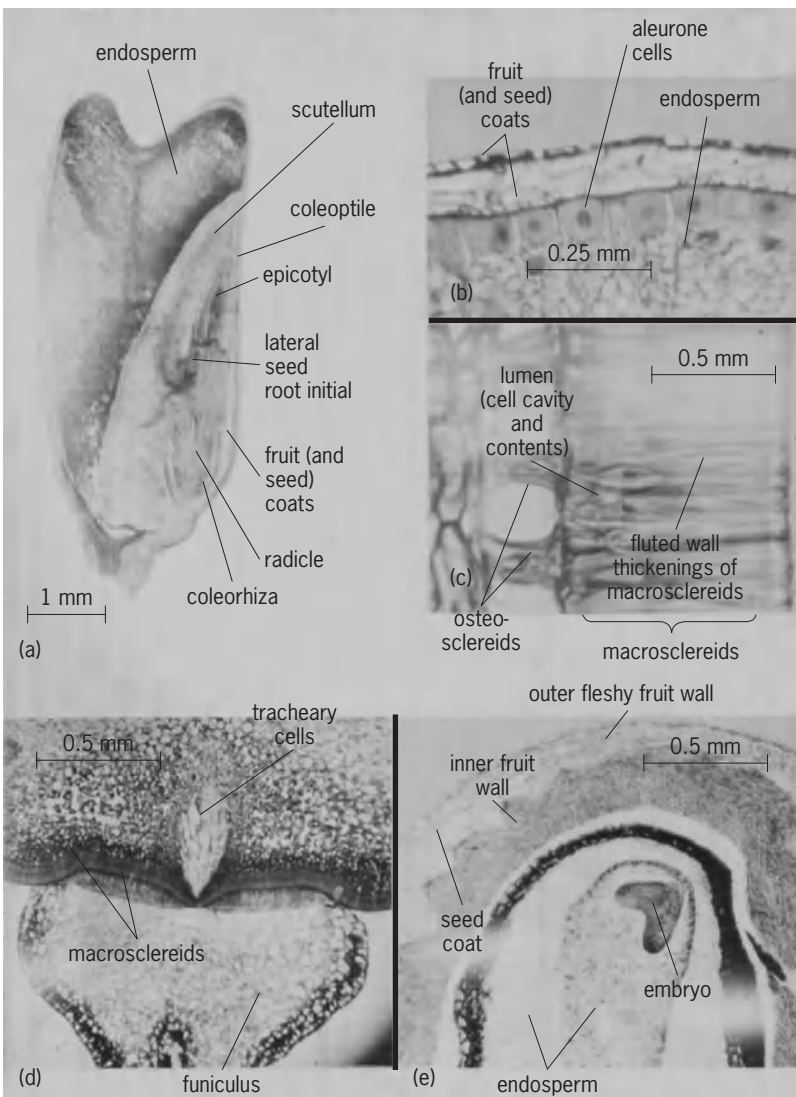 endosperm
scutellum
coleoptile
epicotyl
lateral
seed
root initial
fruit (and
seed)
coats
radicle
coleorhiza
1 mm
(a)
aleurone
cells
fruit
(and seed)
coats
endosperm
0.25 mm
(b)
0.5 mm
lumen
(cell cavity
and
contents)
(c)
fluted wall
thickenings of
macrosclereids
osteo-
sclereids
macrosclereids
tracheary
cells
0.5 mm
macrosclereids
(d)
funiculus
outer fleshy fruit wall
0.5 mm
inner fruit
wall
seed
coat
embryo
(e)
endosperm